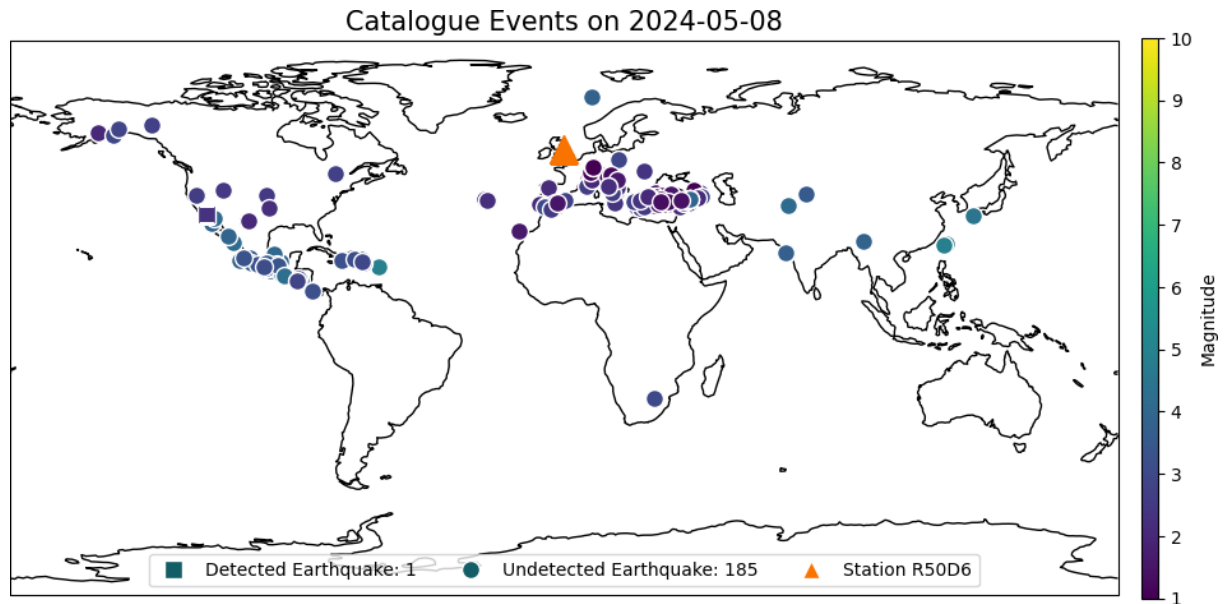 Catalogue Events on 2024-05-08
10
9
8
7
6
5
4
3
2
1
Magnitude
Detected Earthquake: 1
Undetected Earthquake: 185
Station R50D6